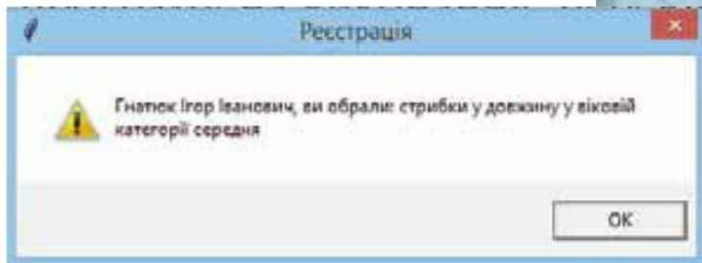 Реєстрація
Гнатюк Ігор Іванович, ви обрали: стрибки у довжину у віковій
категорії середня
OK